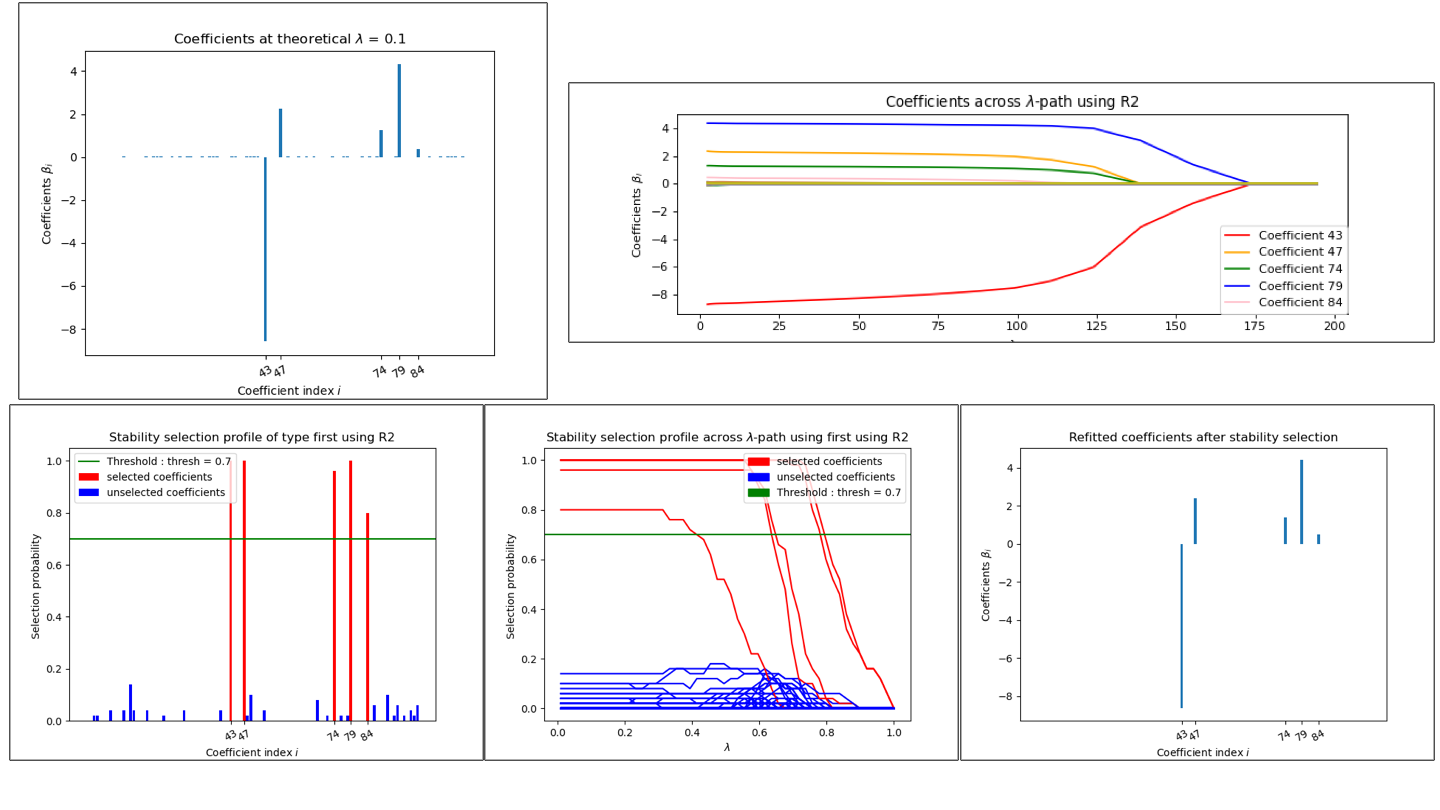 Coefficients at theoretical λ = 0.1
Coefficients βi
4
2
0
−2
−4
−6
−8
43 47 74 79 84
Coefficient index i
Coefficients across λ-path using R2
Coefficients βi
4
2
0
−2
−4
−6
−8
0 25 50 75 100 125 150 175 200
Coefficient 43
Coefficient 47
Coefficient 74
Coefficient 79
Coefficient 84
Stability selection profile of type first using R2
Threshold : thresh = 0.7
selected coefficients
unselected coefficients
Selection probability
1.0
0.8
0.6
0.4
0.2
0.0
43 47 74 79 84
Coefficient index i
Stability selection profile across λ-path using first using R2
selected coefficients
unselected coefficients
Threshold : thresh = 0.7
Selection probability
1.0
0.8
0.6
0.4
0.2
0.0
0.0 0.2 0.4 0.6 0.8 1.0
λ
Refitted coefficients after stability selection
Coefficients βi
4
2
0
−2
−4
−6
−8
43 47 74 79 84
Coefficient index i